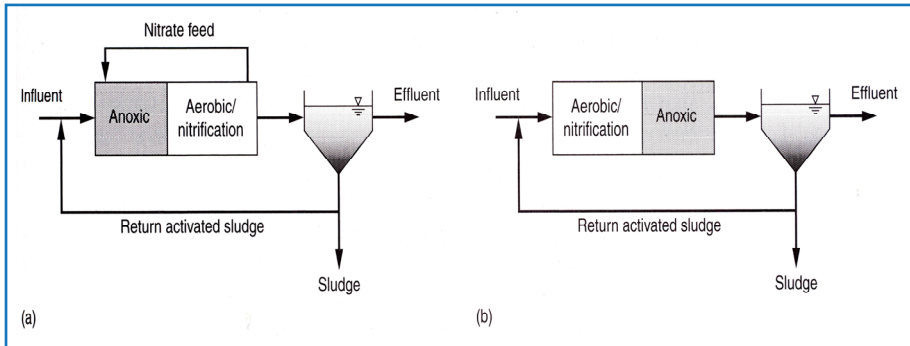 Nitrate feed
Influent
Anoxic
Aerobic/
nitrification
Effluent
Return activated sludge
Sludge
(a)
Influent
Aerobic/
nitrification
Anoxic
Effluent
Return activated sludge
Sludge
(b)